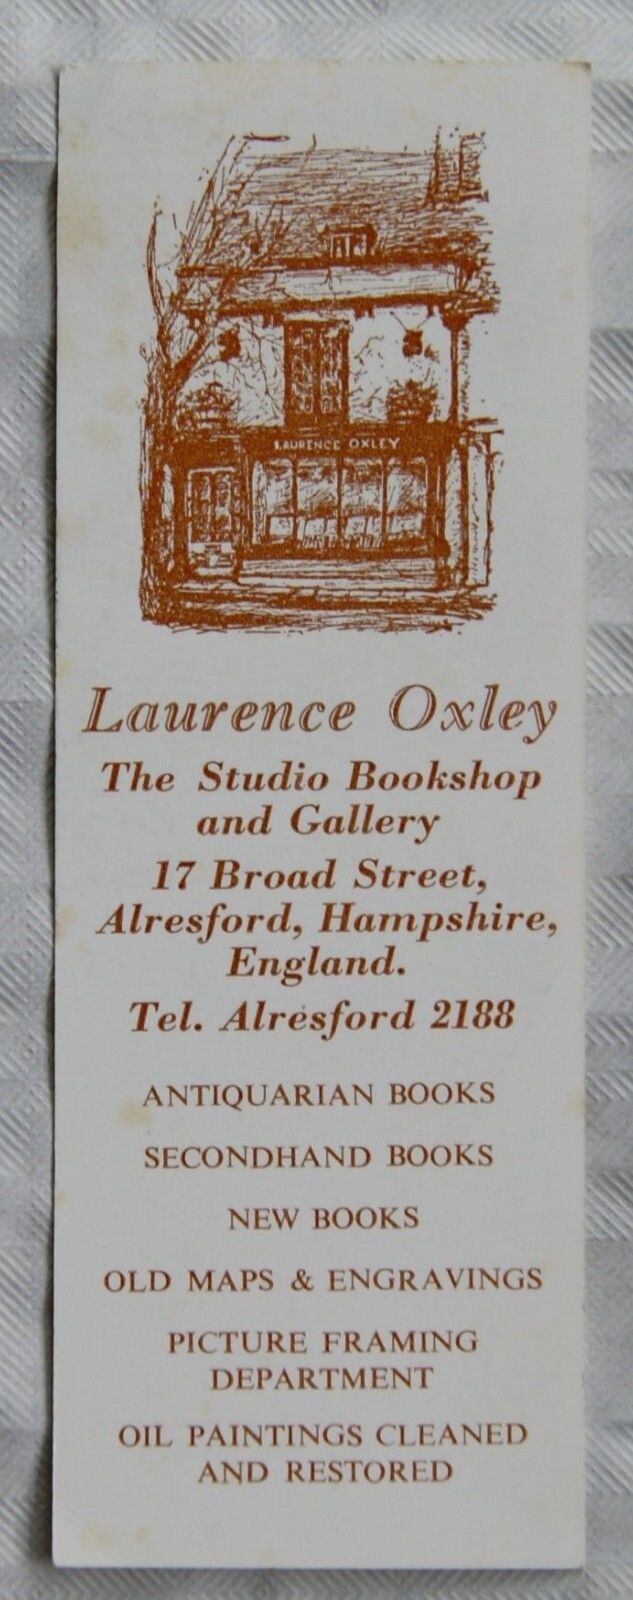 LAURENCE OXLEY
Laurence Oxley
The Studio Bookshop
and Gallery
17 Broad Street,
Alresford, Hampshire,
England.
Tel. Alresford 2188
ANTIQUARIAN BOOKS
SECONDHAND BOOKS
NEW BOOKS
OLD MAPS & ENGRAVINGS
PICTURE FRAMING
DEPARTMENT
OIL PAINTINGS CLEANED
AND RESTORED